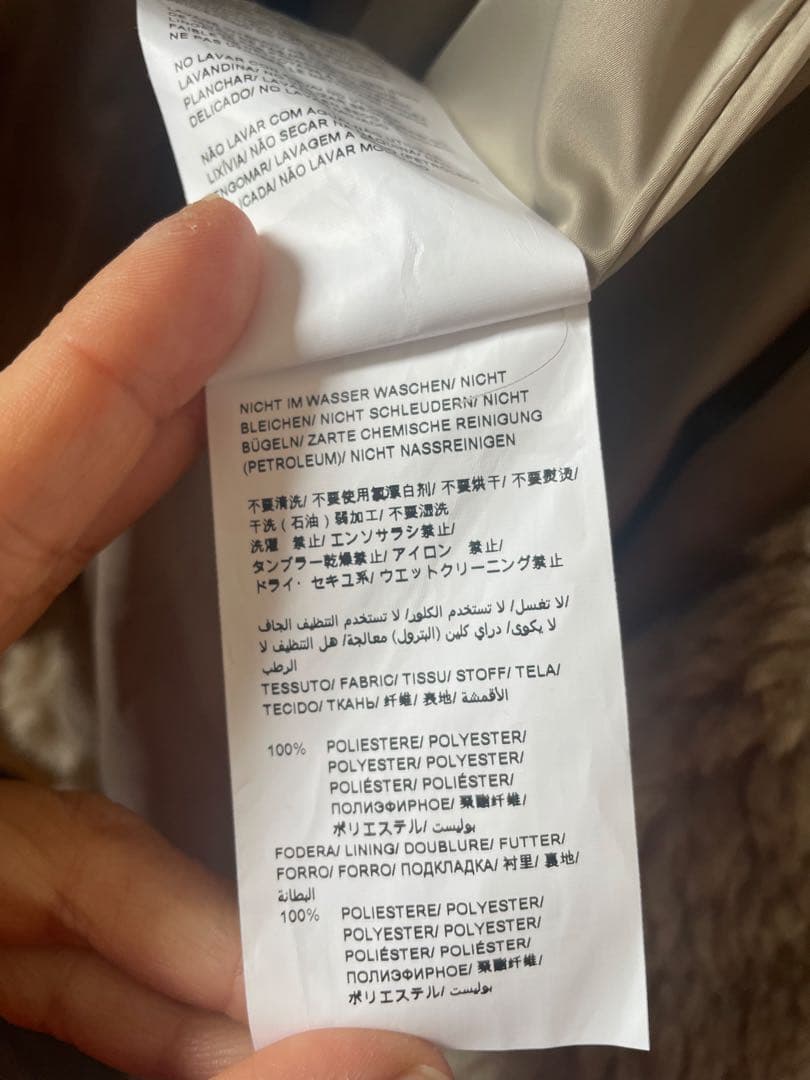 NE PAS
NO LAVAR CON
LAVANDINA/
PLANCHAR/
DELICADO/ NO
NÃO LAVAR COM
LIXÍVIA/ NÃO SECAR
ENGOMAR/ LAVAGEM A
ICADA/ NÃO LAVAR
NICHT IM WASSER WASCHEN/ NICHT
BLEICHEN/ NICHT SCHLEUDERN/ NICHT
BÜGELN/ ZARTE CHEMISCHE REINIGUNG
(PETROLEUM)/ NICHT NASSREINIGEN
不要清洗/ 不要使用氯漂白剂/ 不要烘干/ 不要熨烫/
干洗 ( 石油 ) 弱加工/ 不要湿洗
洗濯 禁止/ エンソサラシ禁止/
タンブラー乾燥禁止/ アイロン 禁止/
ドライ・セキユ系/ ウエットクリーニング禁止
لا تغسل/ لا تستخدم الكلور/ لا تستخدم التنظيف الجاف/
لا يكوى/ دراي كلين (البترول) معالجة/ هل التنظيف لا
الرطب
TESSUTO/ FABRIC/ TISSU/ STOFF/ TELA/
TECIDO/ ТКАНЬ/ 纤维/ 表地/ الأقمشة
100% POLIESTERE/ POLYESTER/
POLYESTER/ POLYESTER/
POLIÉSTER/ POLIÉSTER/
ПОЛИЭФИРНОЕ/ 聚酯纤维/
ポリエステル/ بوليست
FODERA/ LINING/ DOUBLURE/ FUTTER/
FORRO/ FORRO/ ПОДКЛАДКА/ 衬里/ 裏地/
البطانة
100% POLIESTERE/ POLYESTER/
POLYESTER/ POLYESTER/
POLIÉSTER/ POLIÉSTER/
ПОЛИЭФИРНОЕ/ 聚酯纤维/
ポリエステル/ بوليست